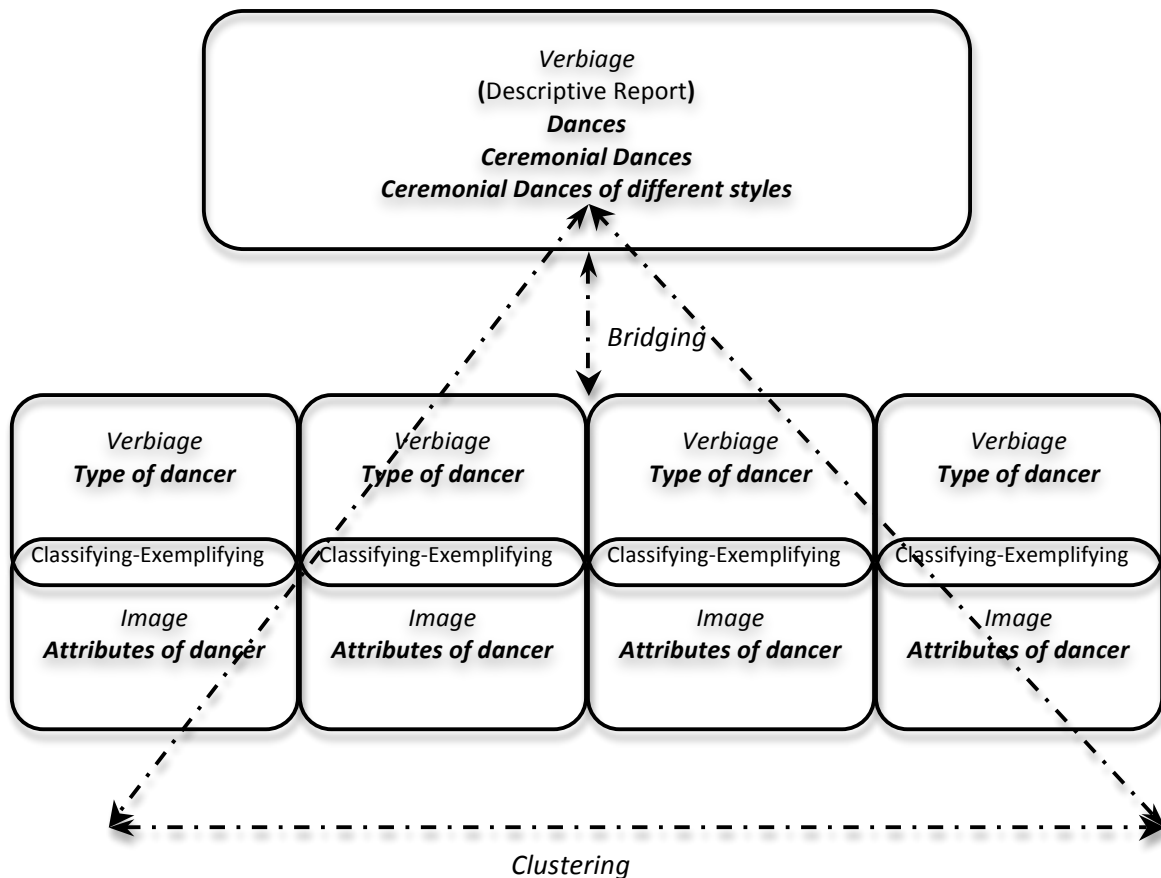 Verbiage
(Descriptive Report)
Dances
Ceremonial Dances
Ceremonial Dances of different styles
Bridging
Verbiage
Type of dancer
Verbiage
Type of dancer
Verbiage
Type of dancer
Verbiage
Type of dancer
Classifying-Exemplifying
Classifying-Exemplifying
Classifying-Exemplifying
Classifying-Exemplifying
Image
Attributes of dancer
Image
Attributes of dancer
Image
Attributes of dancer
Image
Attributes of dancer
Clustering